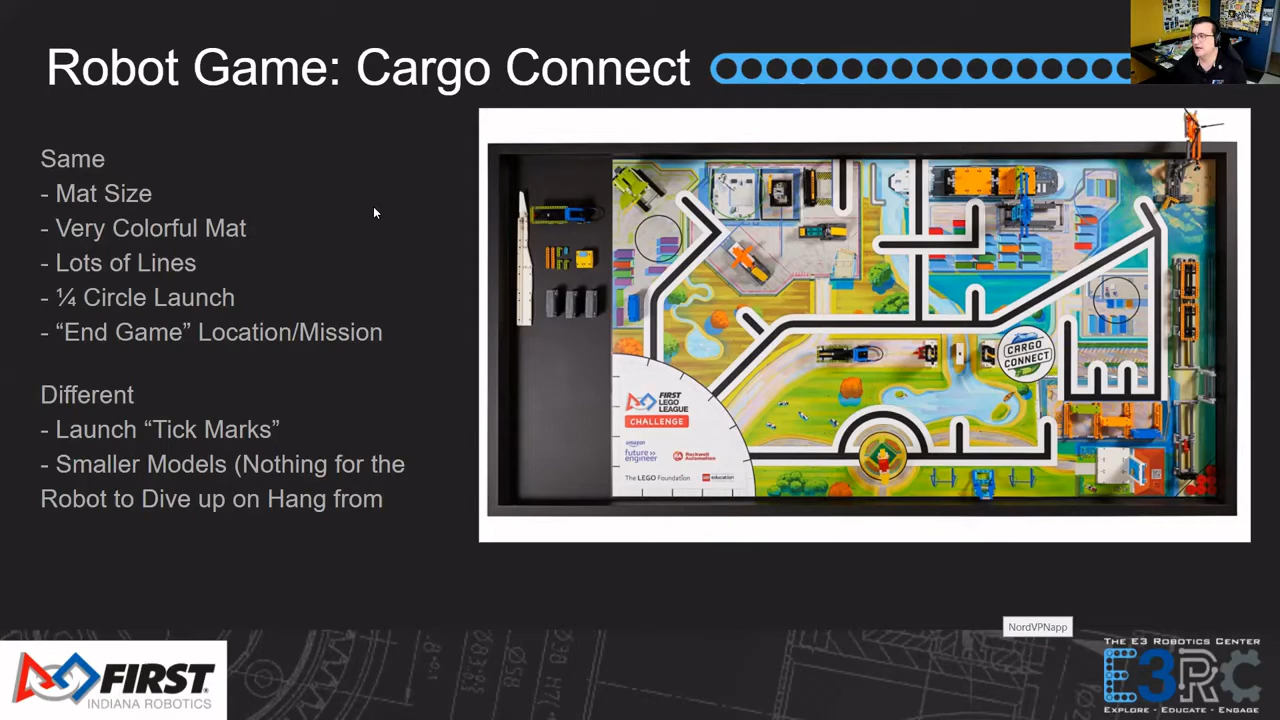 Robot Game: Cargo Connect
Same
- Mat Size
- Very Colorful Mat
- Lots of Lines
- ¼ Circle Launch
- “End Game” Location/Mission
Different
- Launch “Tick Marks”
- Smaller Models (Nothing for the
Robot to Dive up on Hang from
CARGO
CONNECT
FIRST
LEGO
LEAGUE
CHALLENGE
amazon
future
engineer
Rockwell
Automation
The LEGO Foundation
education
NordVPNapp
FIRST
INDIANA ROBOTICS
THE E3 ROBOTICS CENTER
E3RC
EXPLORE - EDUCATE - ENGAGE